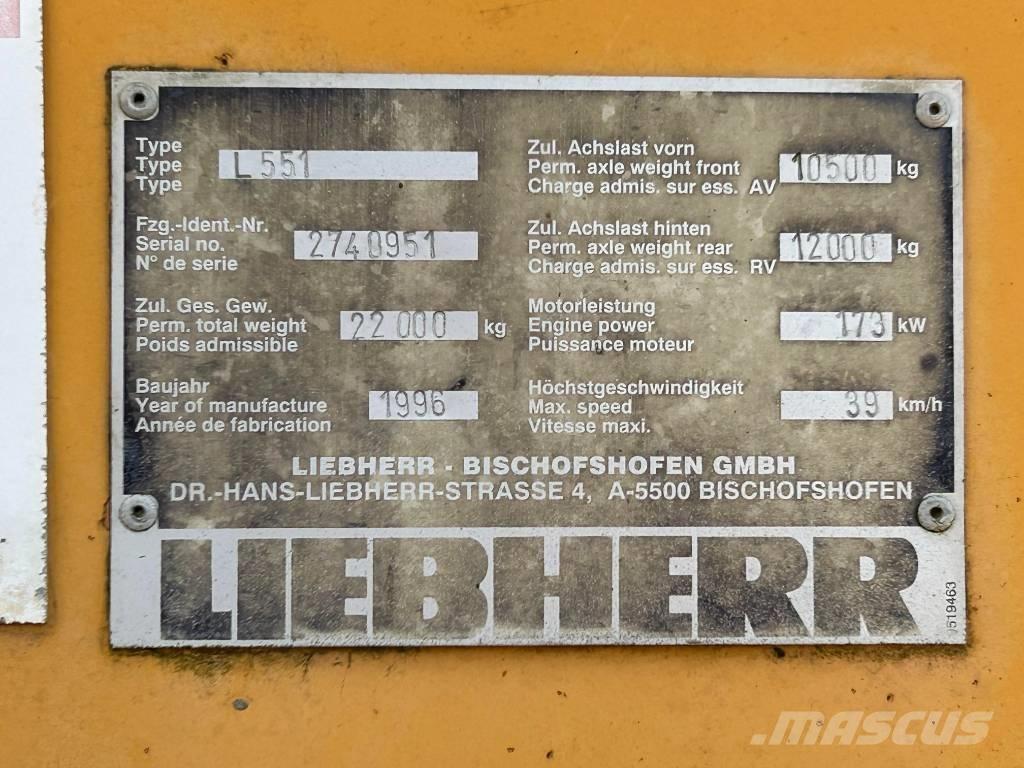 Type
Type L 551
Type
Fzg.-Ident.-Nr.
Serial no. 2740951
N° de serie
Zul. Ges. Gew.
Perm. total weight 22 000 kg
Poids admissible
Baujahr
Year of manufacture 1996
Année de fabrication
Zul. Achslast vorn
Perm. axle weight front 10500 kg
Charge admis. sur ess. AV
Zul. Achslast hinten
Perm. axle weight rear 12000 kg
Charge admis. sur ess. RV
Motorleistung
Engine power 173 kW
Puissance moteur
Höchstgeschwindigkeit
Max. speed 39 km/h
Vitesse maxi.
LIEBHERR - BISCHOFSHOFEN GMBH
DR.-HANS-LIEBHERR-STRASSE 4, A-5500 BISCHOFSHOFEN
LIEBHERR
MASCUS